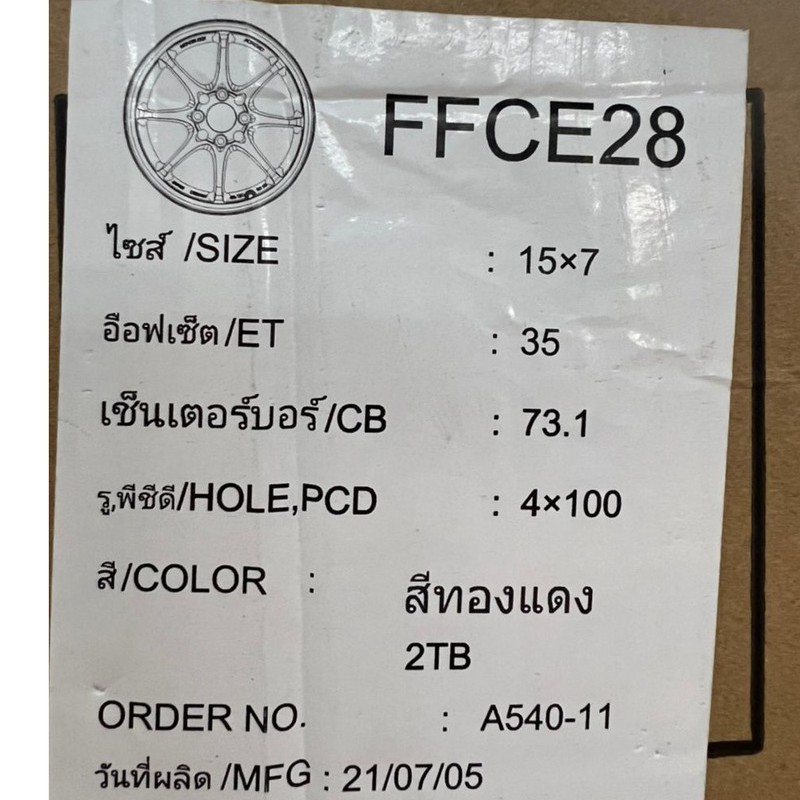 FFCE28
ไซส์ /SIZE : 15×7
อือฟเซ็ต/ET : 35
เซ็นเตอร์บอร์/CB : 73.1
รู,พีซีดี/HOLE,PCD : 4×100
สี/COLOR : สีทองแดง
2TB
ORDER NO. : A540-11
วันที่ผลิต /MFG : 21/07/05